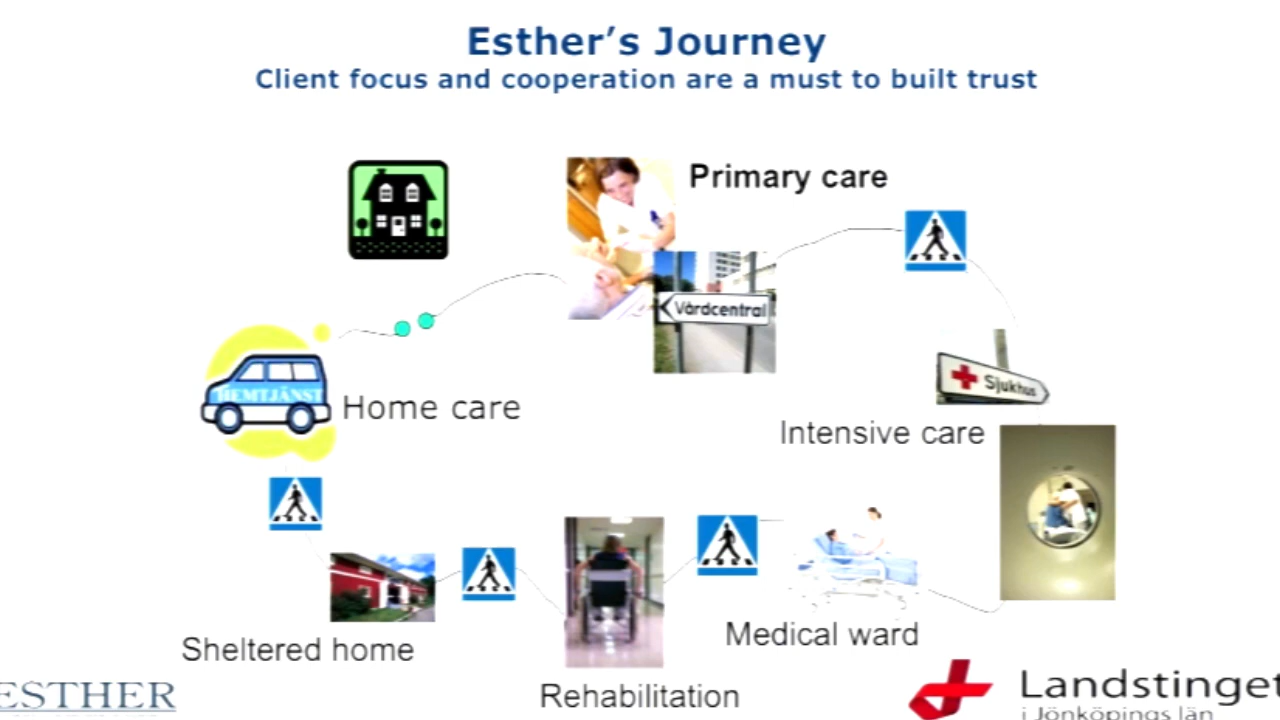 Esther's Journey
Client focus and cooperation are a must to built trust
Primary care
Vårdcentral
HEMTJÄNST
Home care
Sjukhus
Intensive care
Medical ward
Sheltered home
Rehabilitation
ESTHER
Landstinget
i Jönköpings län